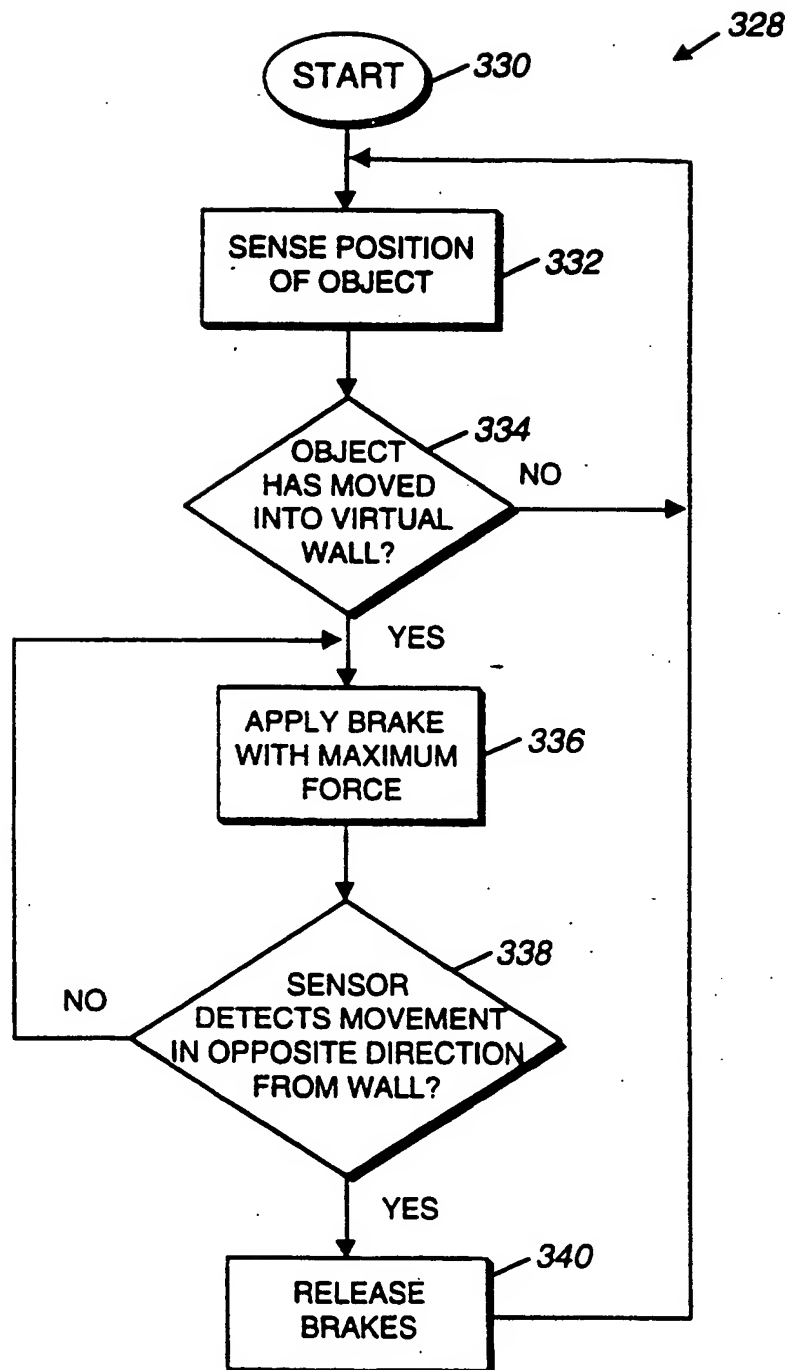 328
START
330
SENSE POSITION
OF OBJECT
332
334
OBJECT
HAS MOVED
INTO VIRTUAL
WALL?
NO
YES
APPLY BRAKE
WITH MAXIMUM
FORCE
336
338
NO
SENSOR
DETECTS MOVEMENT
IN OPPOSITE DIRECTION
FROM WALL?
YES
340
RELEASE
BRAKES